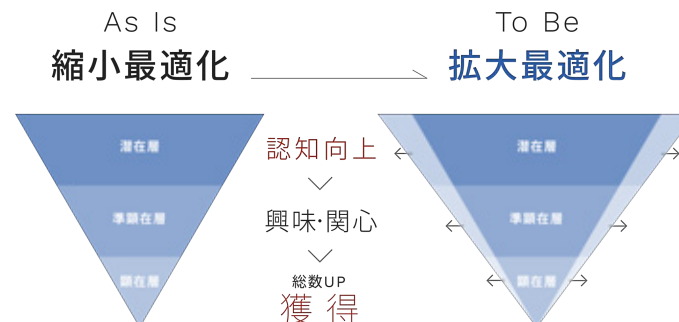 As Is
縮小最適化
To Be
拡大最適化
潜在層
準顕在層
顕在層
認知向上
興味・関心
総数UP
獲得
潜在層
準顕在層
顕在層